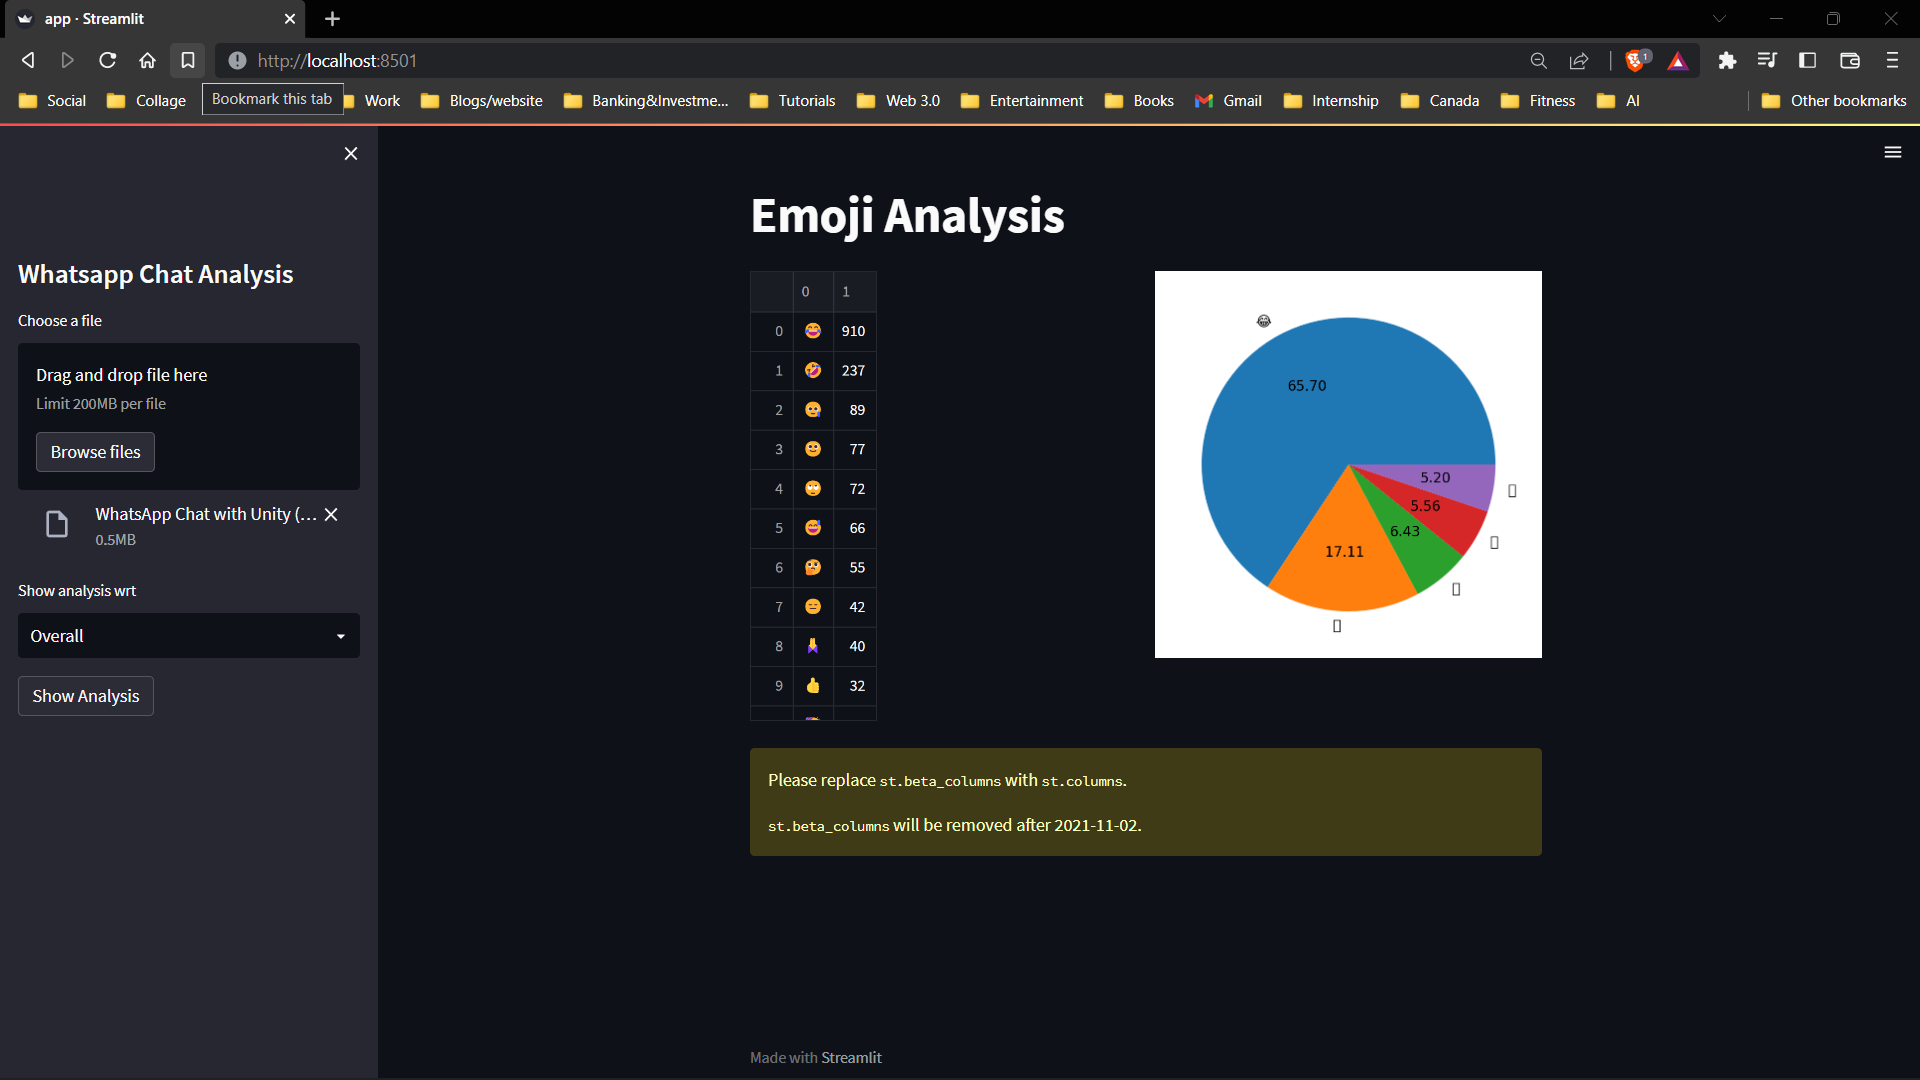 app · Streamlit
http://localhost:8501
1
Social
Collage
Bookmark this tab
Work
Blogs/website
Banking&Investme...
Tutorials
Web 3.0
Entertainment
Books
Gmail
Internship
Canada
Fitness
AI
Other bookmarks
Whatsapp Chat Analysis
Choose a file
Drag and drop file here
Limit 200MB per file
Browse files
WhatsApp Chat with Unity (...
0.5MB
Show analysis wrt
Overall
Show Analysis
Emoji Analysis
0 1
0 😂 910
1 🤣 237
2 😢 89
3 🙂 77
4 🙄 72
5 😅 66
6 🤔 55
7 😑 42
8 40
9 👍 32
😂
65.70
5.20
5.56
6.43
17.11
Please replace st.beta_columns with st.columns.
st.beta_columns will be removed after 2021-11-02.
Made with Streamlit